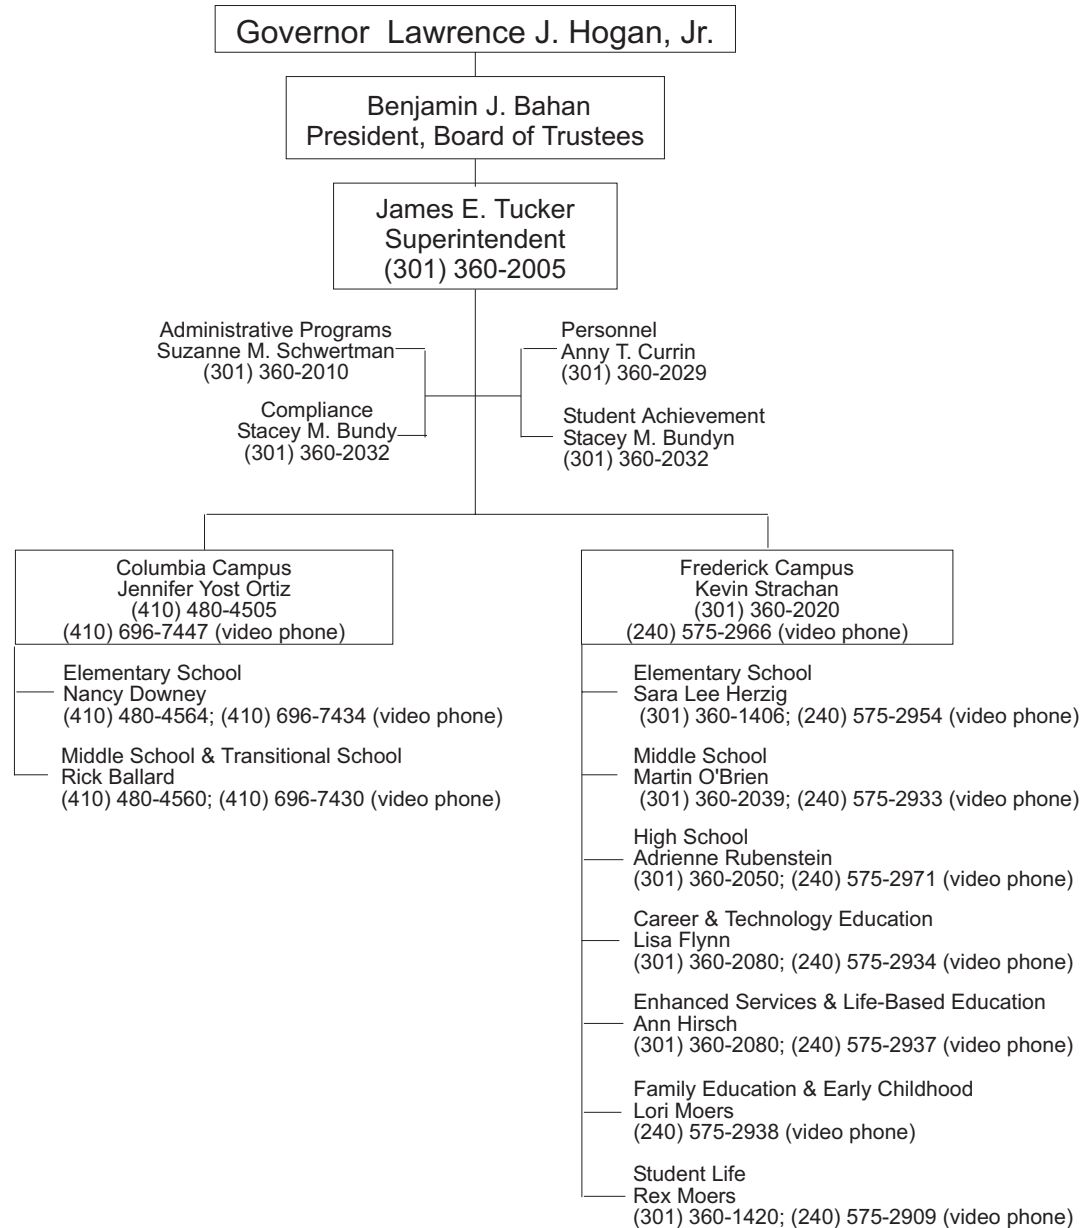 Governor Lawrence J. Hogan, Jr.
Benjamin J. Bahan
President, Board of Trustees
James E. Tucker
Superintendent
(301) 360-2005
Administrative Programs
Suzanne M. Schwertman
(301) 360-2010
Personnel
Anny T. Currin
(301) 360-2029
Compliance
Stacey M. Bundy
(301) 360-2032
Student Achievement
Stacey M. Bundyn
(301) 360-2032
Columbia Campus
Jennifer Yost Ortiz
(410) 480-4505
(410) 696-7447 (video phone)
Elementary School
Nancy Downey
(410) 480-4564; (410) 696-7434 (video phone)
Middle School & Transitional School
Rick Ballard
(410) 480-4560; (410) 696-7430 (video phone)
Frederick Campus
Kevin Strachan
(301) 360-2020
(240) 575-2966 (video phone)
Elementary School
Sara Lee Herzig
(301) 360-1406; (240) 575-2954 (video phone)
Middle School
Martin O'Brien
(301) 360-2039; (240) 575-2933 (video phone)
High School
Adrienne Rubenstein
(301) 360-2050; (240) 575-2971 (video phone)
Career & Technology Education
Lisa Flynn
(301) 360-2080; (240) 575-2934 (video phone)
Enhanced Services & Life-Based Education
Ann Hirsch
(301) 360-2080; (240) 575-2937 (video phone)
Family Education & Early Childhood
Lori Moers
(240) 575-2938 (video phone)
Student Life
Rex Moers
(301) 360-1420; (240) 575-2909 (video phone)